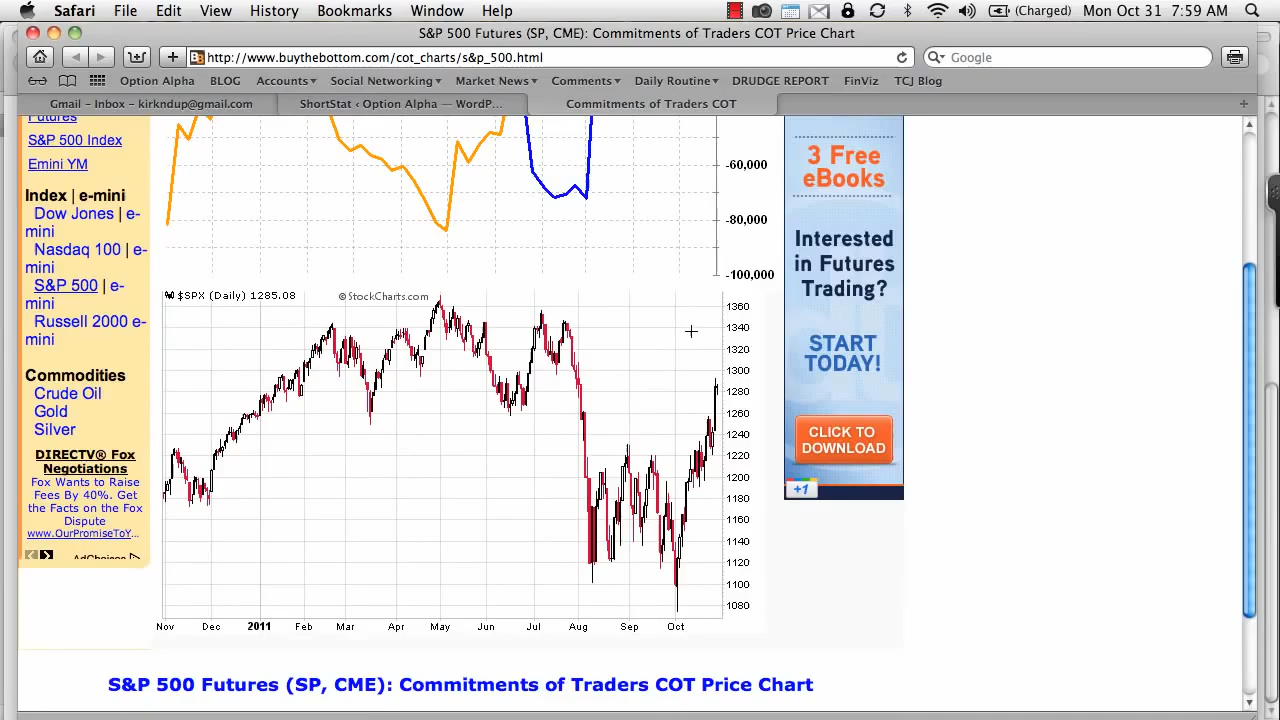 Safari File Edit View History Bookmarks Window Help (Charged) Mon Oct 31 7:59 AM
S&P 500 Futures (SP, CME): Commitments of Traders COT Price Chart
http://www.buythebottom.com/cot_charts/s&p_500.html
Google
Option Alpha BLOG Accounts Social Networking Market News Comments Daily Routine DRUDGE REPORT FinViz TCJ Blog
Gmail – Inbox – kirkndup@gmail.com
ShortStat ‹ Option Alpha — WordP...
Commitments of Traders COT
Futures
S&P 500 Index
Emini YM
Index | e-mini
Dow Jones | e-
mini
Nasdaq 100 | e-
mini
S&P 500 | e-
mini
Russell 2000 e-
mini
Commodities
Crude Oil
Gold
Silver
DIRECTV® Fox
Negotiations
Fox Wants to Raise
Fees By 40%. Get
the Facts on the Fox
Dispute
www.OurPromiseToY...
AdChoices
-60,000
-80,000
-100,000
$SPX (Daily) 1285.08
©StockCharts.com
1360
1340
1320
1300
1280
1260
1240
1220
1200
1180
1160
1140
1120
1100
1080
Nov Dec 2011 Feb Mar Apr May Jun Jul Aug Sep Oct
3 Free
eBooks
Interested
in Futures
Trading?
START
TODAY!
CLICK TO
DOWNLOAD
+1
S&P 500 Futures (SP, CME): Commitments of Traders COT Price Chart